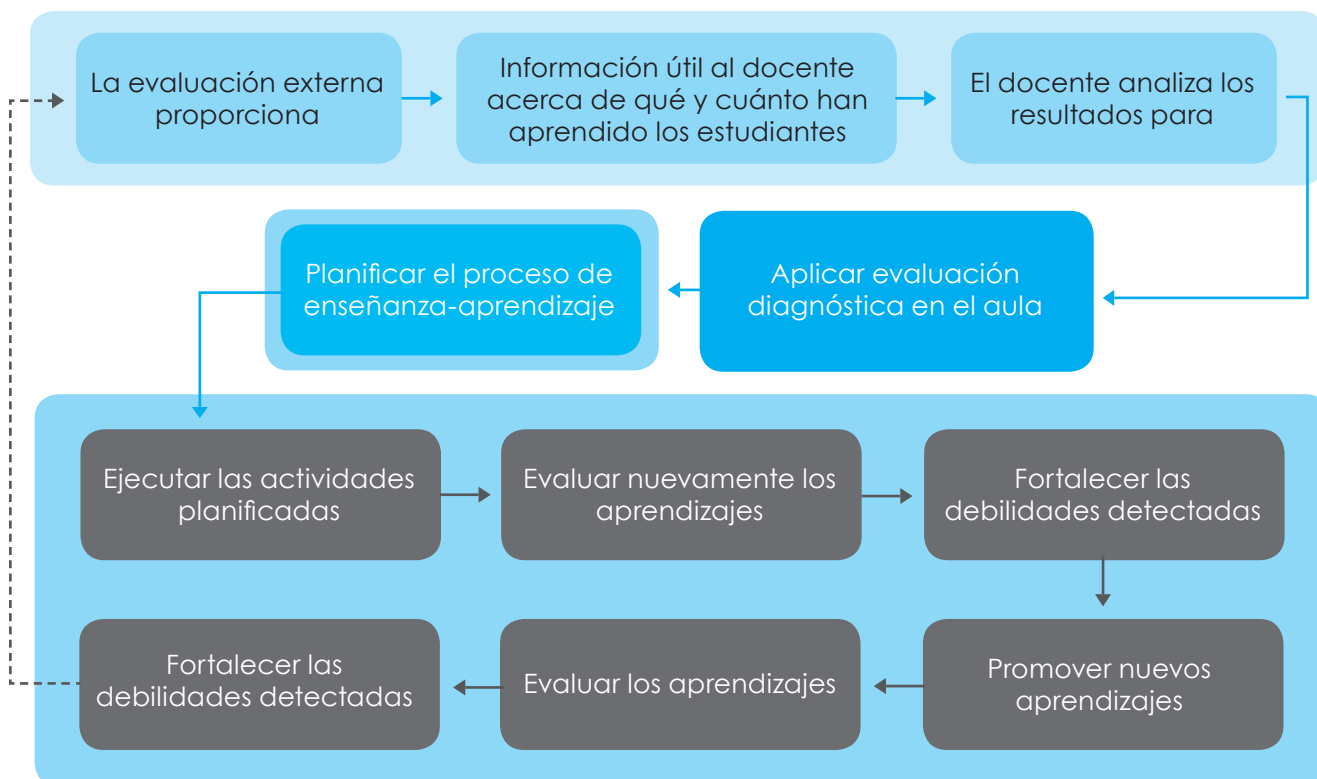 La evaluación externa
proporciona
Información útil al docente
acerca de qué y cuánto han
aprendido los estudiantes
El docente analiza los
resultados para
Aplicar evaluación
diagnóstica en el aula
Planificar el proceso de
enseñanza-aprendizaje
Ejecutar las actividades
planificadas
Evaluar nuevamente los
aprendizajes
Fortalecer las
debilidades detectadas
Promover nuevos
aprendizajes
Evaluar los aprendizajes
Fortalecer las
debilidades detectadas